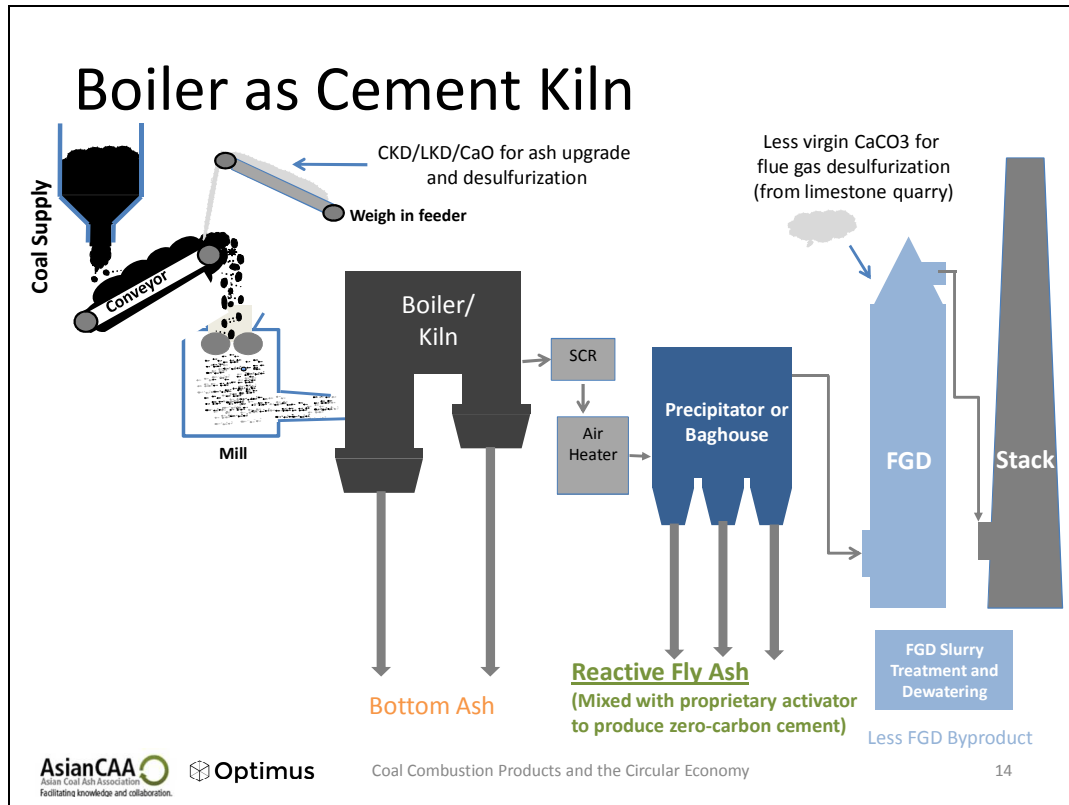 Boiler as Cement Kiln
Coal Supply
Conveyor
CKD/LKD/CaO for ash upgrade
and desulfurization
Weigh in feeder
Less virgin CaCO3 for
flue gas desulfurization
(from limestone quarry)
Mill
Boiler/
Kiln
SCR
Air
Heater
Precipitator or
Baghouse
FGD
Stack
Bottom Ash
Reactive Fly Ash
(Mixed with proprietary activator
to produce zero-carbon cement)
FGD Slurry
Treatment and
Dewatering
Less FGD Byproduct
AsianCAA
Asian Coal Ash Association
Facilitating knowledge and collaboration.
Optimus
Coal Combustion Products and the Circular Economy
14